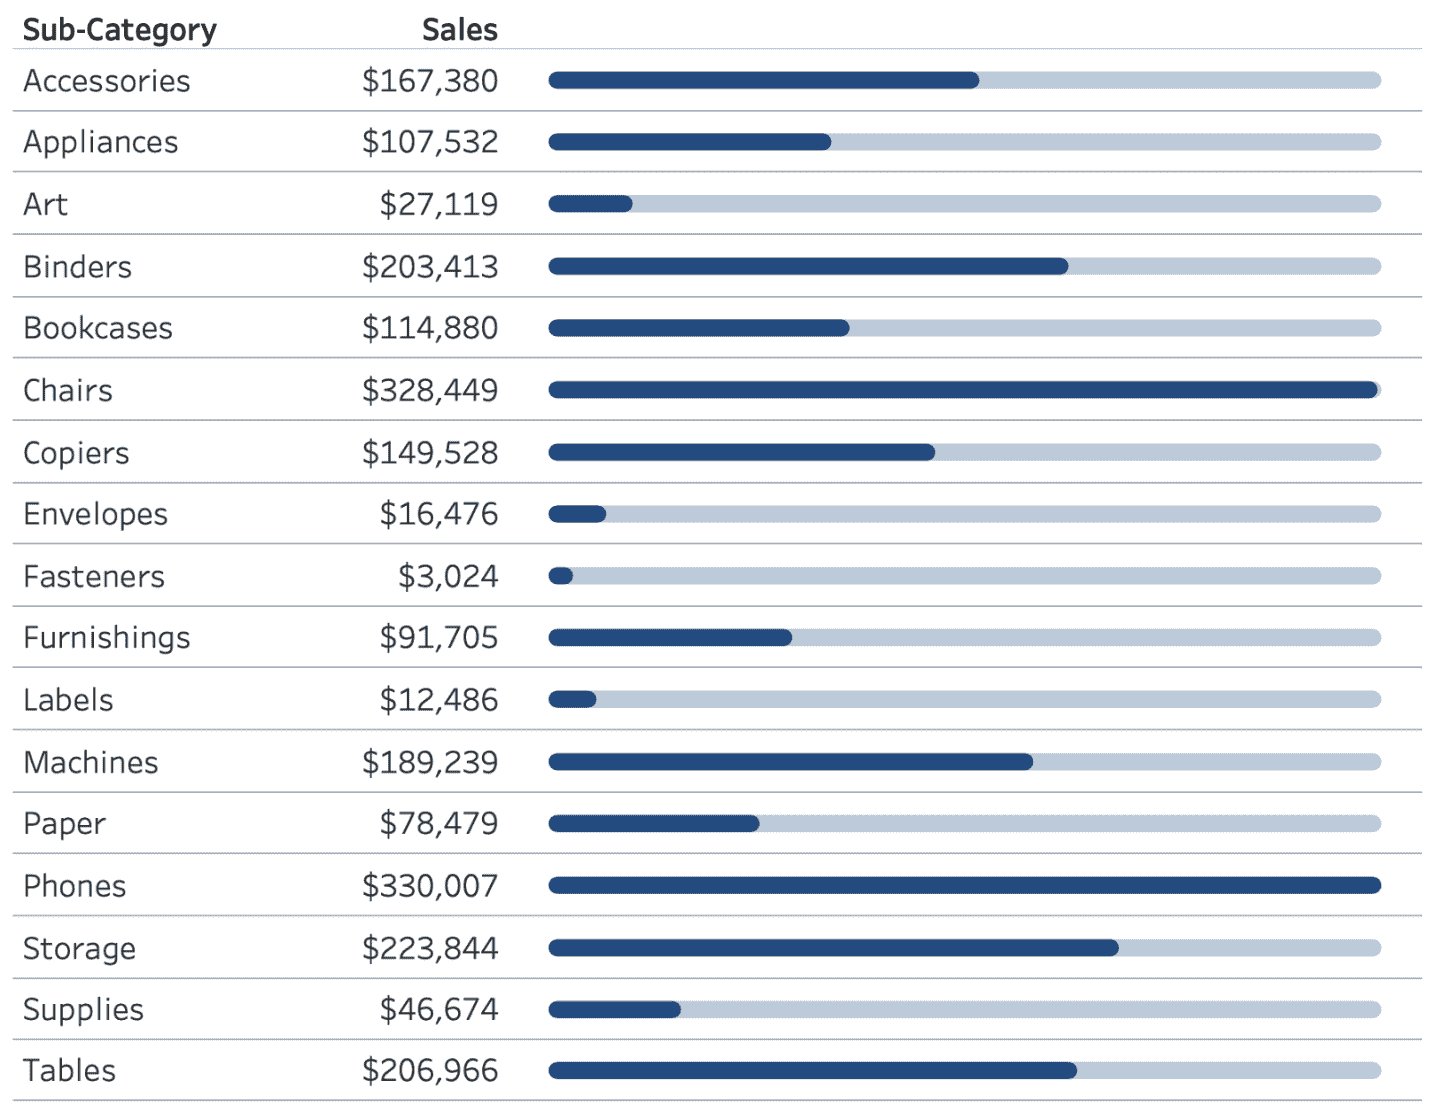 Sub-Category Sales
Accessories $167,380
Appliances $107,532
Art $27,119
Binders $203,413
Bookcases $114,880
Chairs $328,449
Copiers $149,528
Envelopes $16,476
Fasteners $3,024
Furnishings $91,705
Labels $12,486
Machines $189,239
Paper $78,479
Phones $330,007
Storage $223,844
Supplies $46,674
Tables $206,966